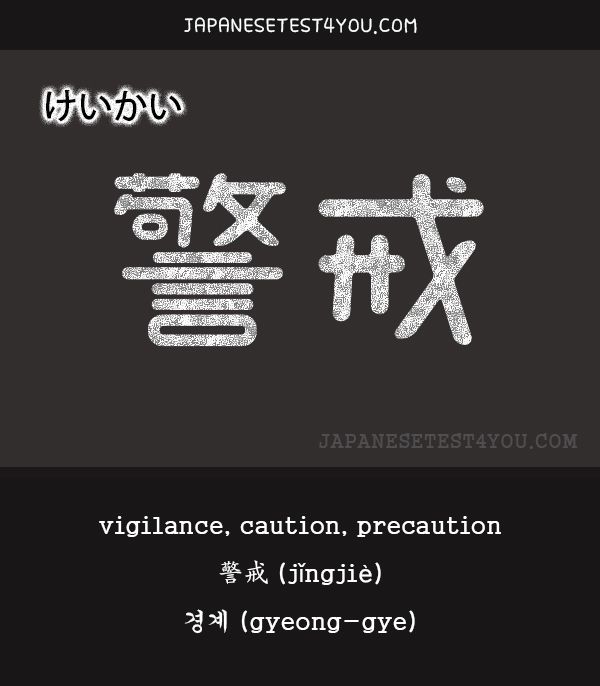 JAPANESETEST4YOU.COM
けいかい
警戒
JAPANESETEST4YOU.COM
vigilance, caution, precaution
警戒 (jǐngjiè)
경계 (gyeong-gye)